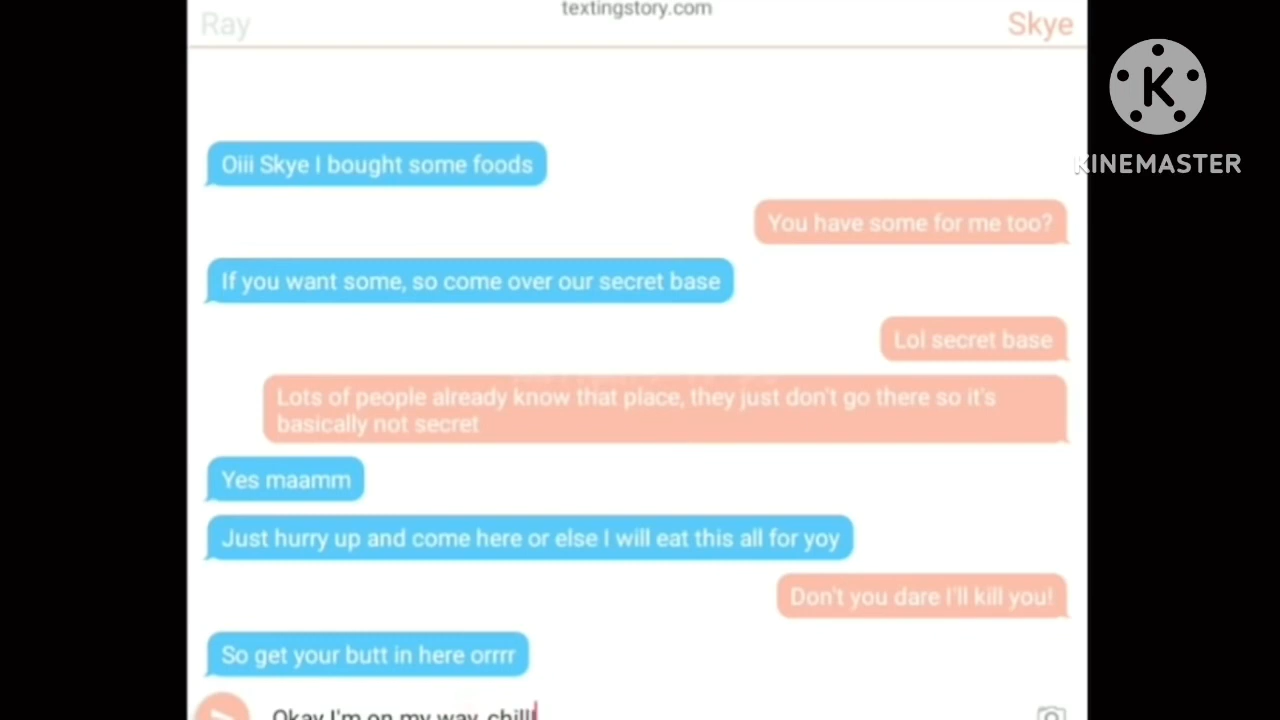 textingstory.com
Ray
Skye
KINEMASTER
Oiii Skye I bought some foods
You have some for me too?
If you want some, so come over our secret base
Lol secret base
Lots of people already know that place, they just don't go there so it's
basically not secret
Yes maamm
Just hurry up and come here or else I will eat this all for yoy
Don't you dare I'll kill you!
So get your butt in here orrrr
Okay I'm on my way, chill!